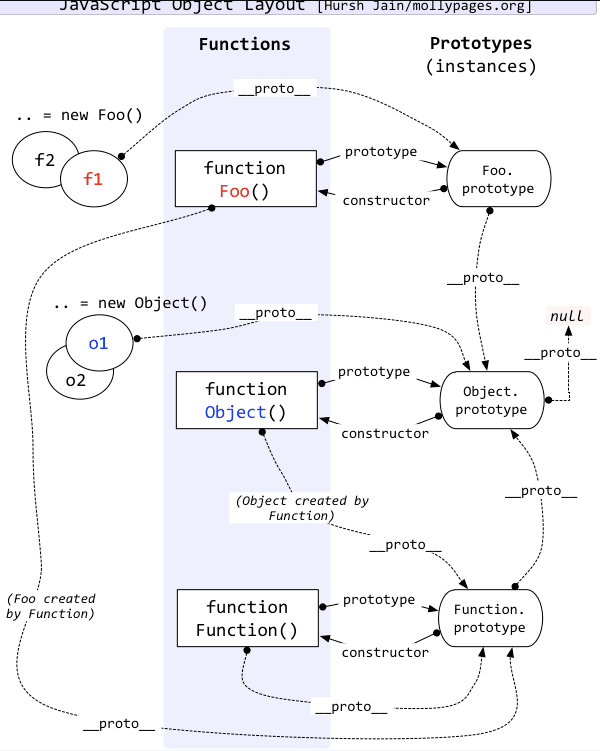 JavaScript Object Layout [Hursh Jain/mollypages.org]
Functions
Prototypes
(instances)
__proto__
.. = new Foo()
f2
f1
function
Foo()
prototype
constructor
Foo.
prototype
__proto__
.. = new Object()
__proto__
null
__proto__
o1
o2
function
Object()
prototype
constructor
Object.
prototype
__proto__
(Object created by
Function)
__proto__
(Foo created
by Function)
function
Function()
prototype
constructor
Function.
prototype
__proto__
__proto__